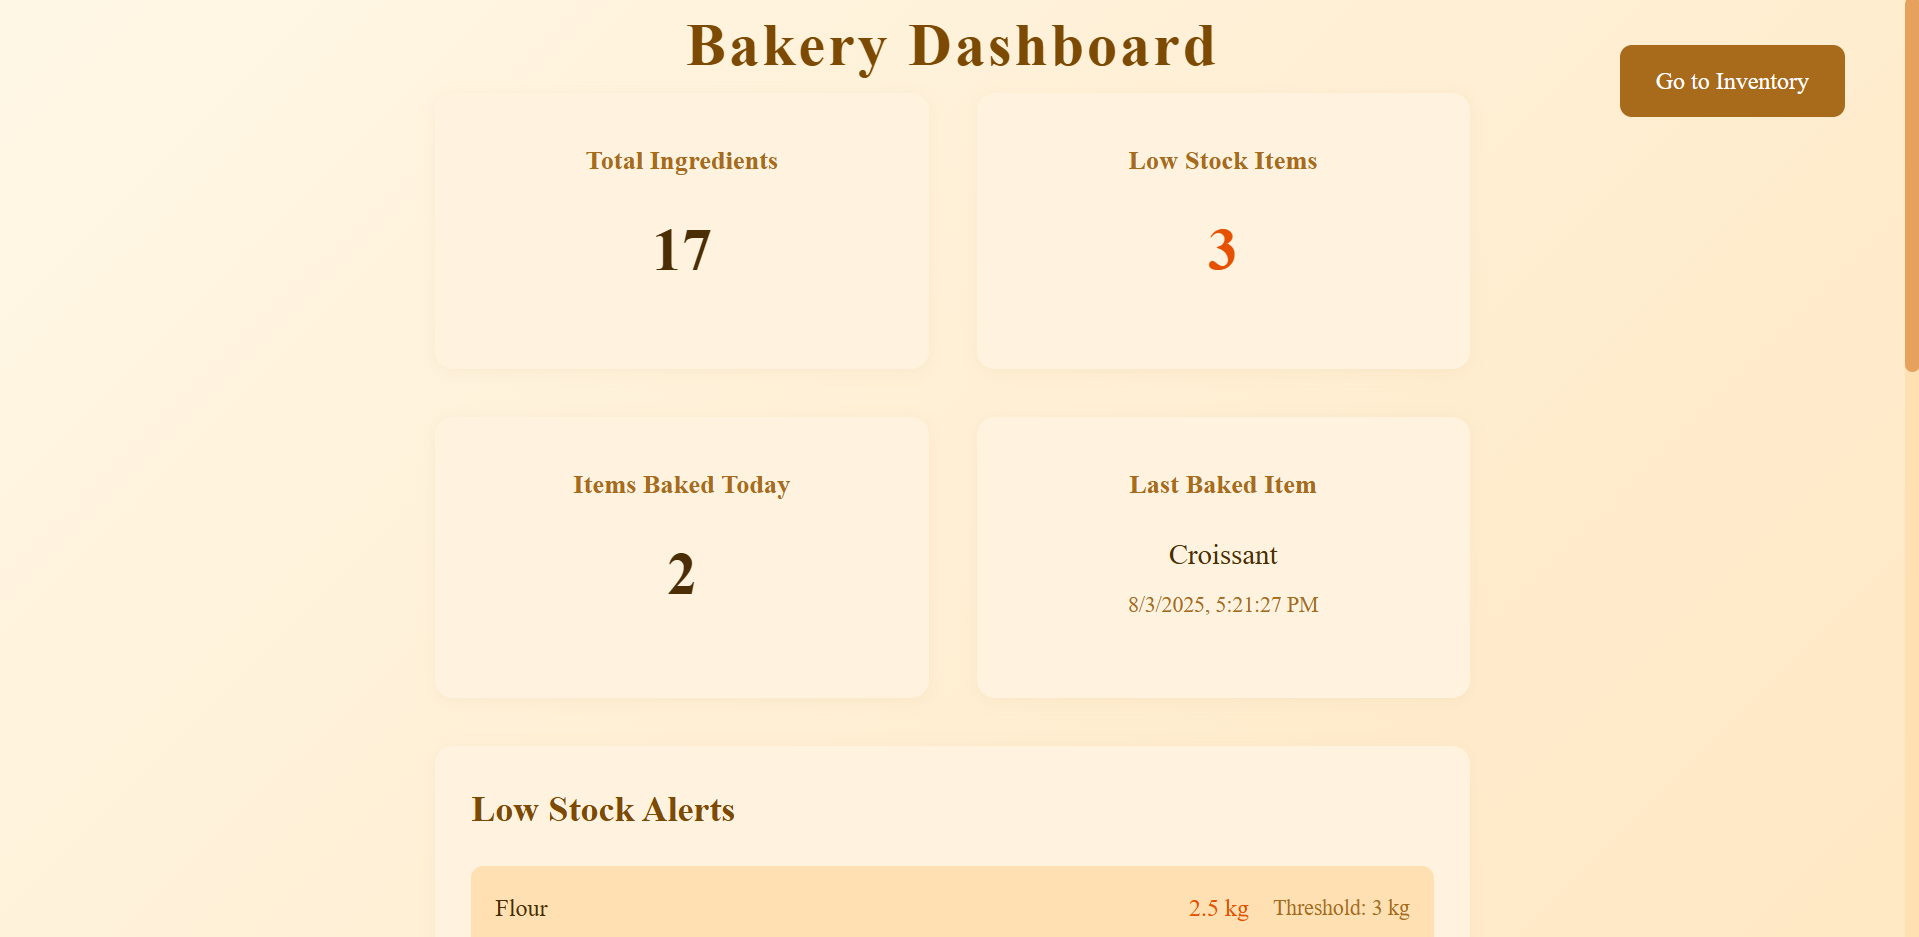 Bakery Dashboard
Go to Inventory
Total Ingredients
17
Low Stock Items
3
Items Baked Today
2
Last Baked Item
Croissant
8/3/2025, 5:21:27 PM
Low Stock Alerts
Flour 2.5 kg Threshold: 3 kg